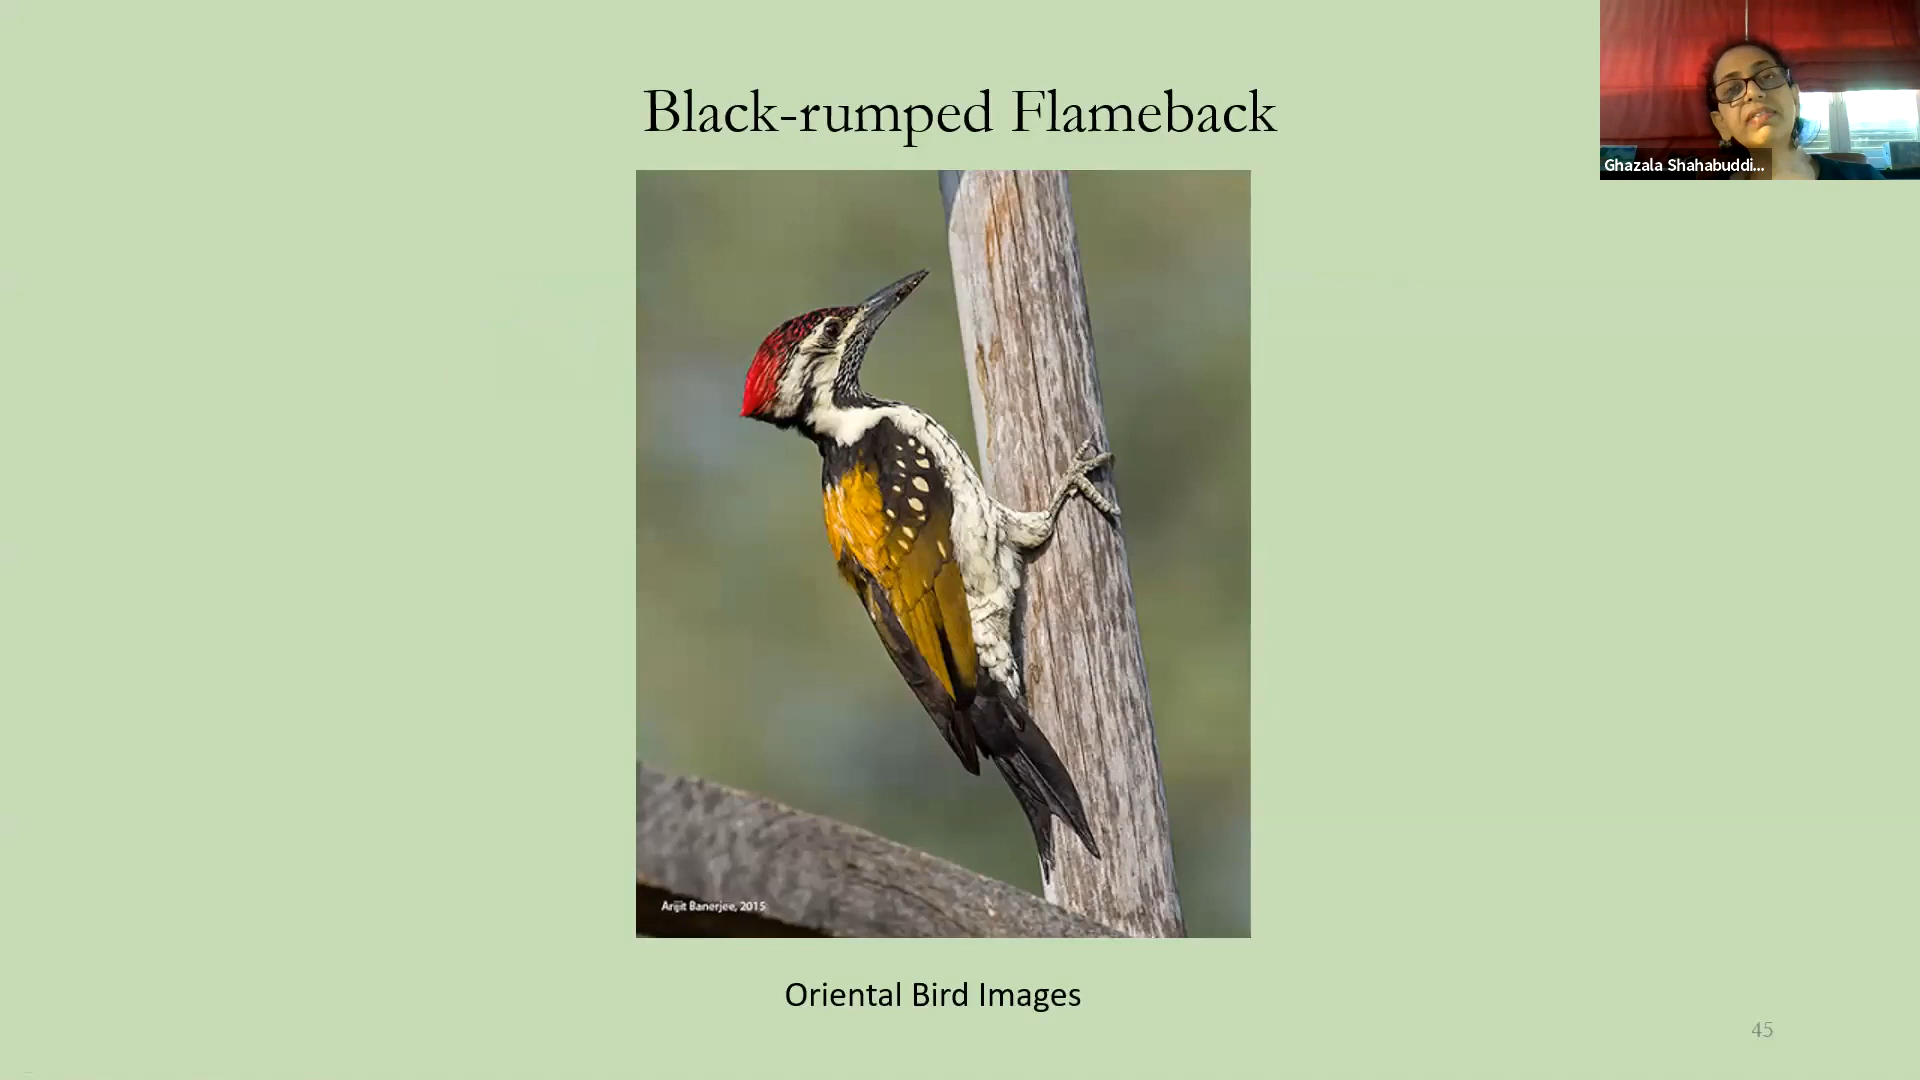 Black-rumped Flameback
Ghazala Shahabuddi...
Arijit Banerjee, 2015
Oriental Bird Images
45